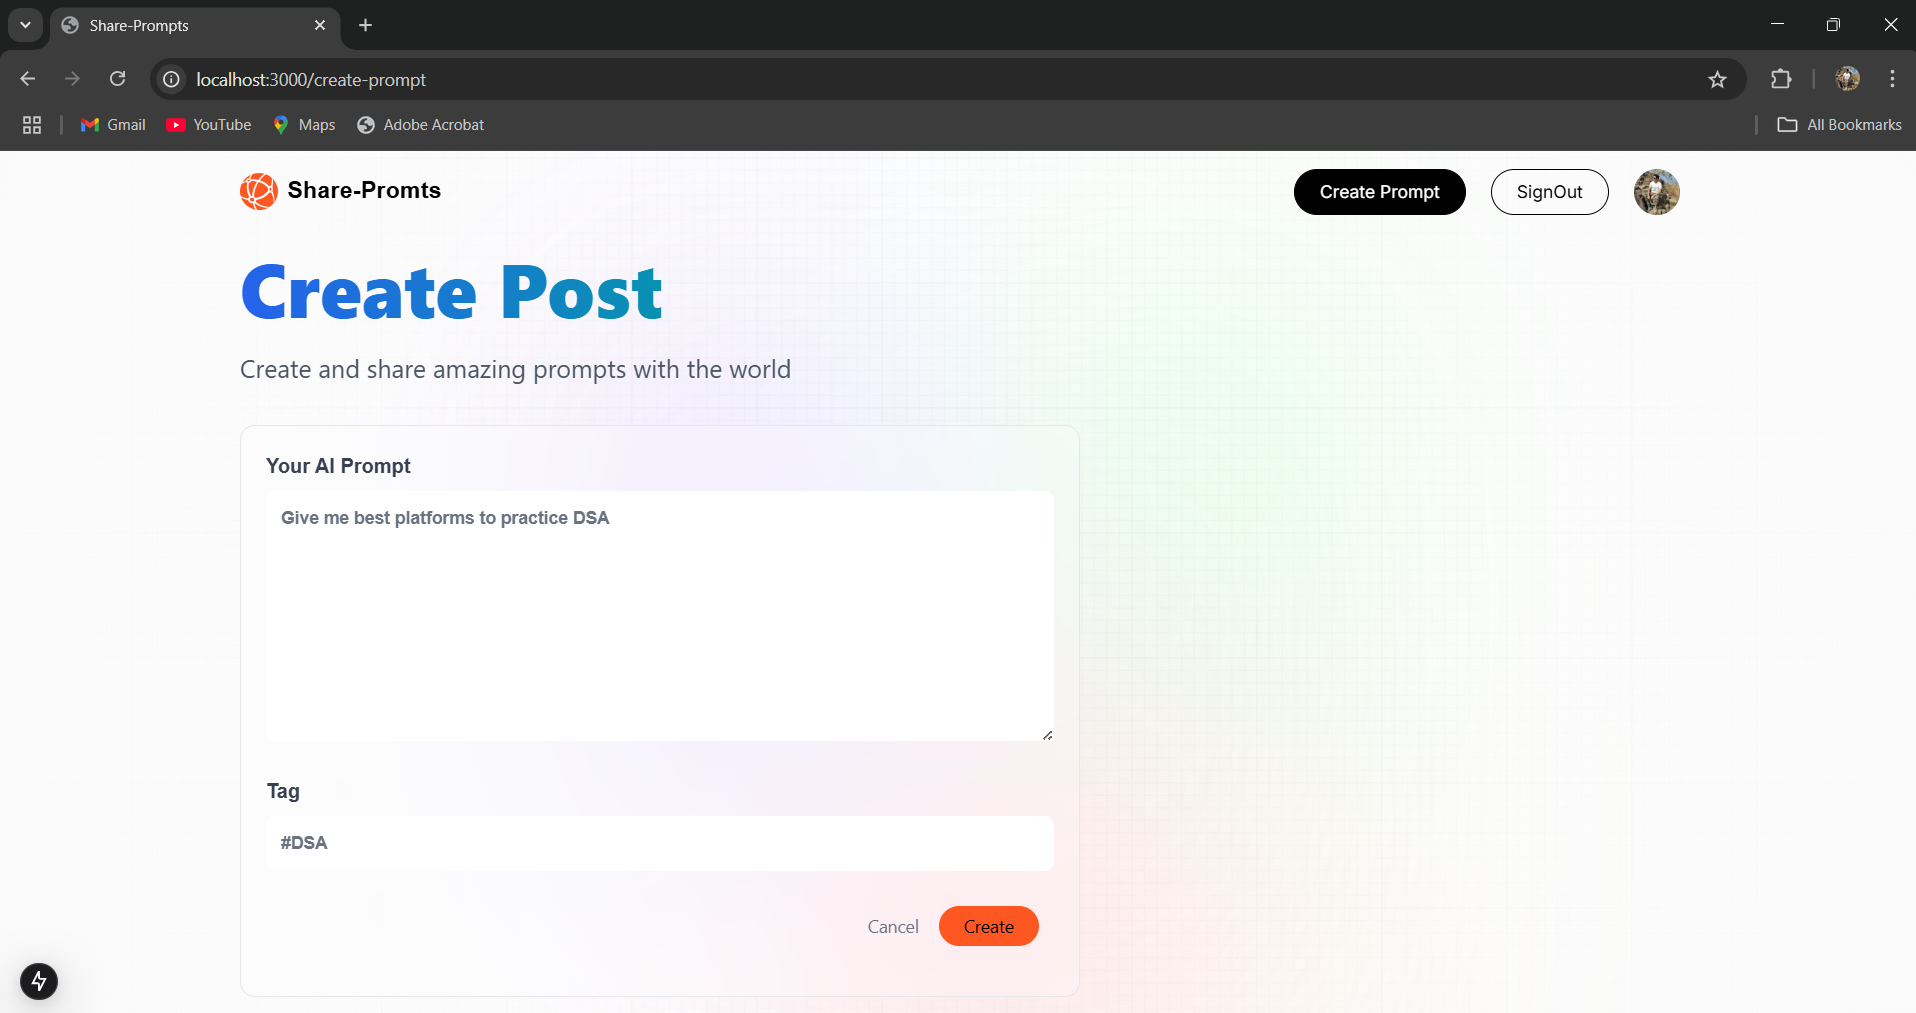 Share-Prompts
localhost:3000/create-prompt
Gmail YouTube Maps Adobe Acrobat All Bookmarks
Share-Promts Create Prompt SignOut
Create Post
Create and share amazing prompts with the world
Your AI Prompt
Give me best platforms to practice DSA
Tag
#DSA
Cancel Create